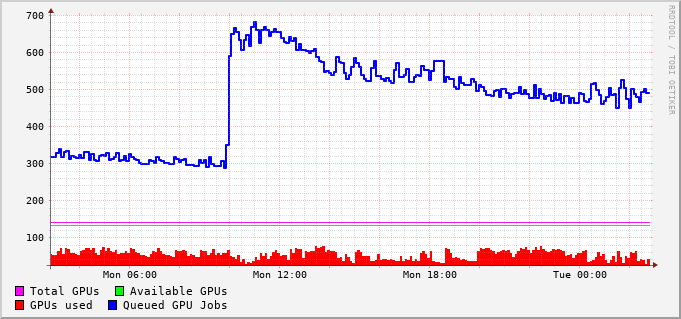 700
600
500
400
300
200
100
Mon 06:00 Mon 12:00 Mon 18:00 Tue 00:00
Total GPUs Available GPUs
GPUs used Queued GPU Jobs
RRDTOOL / TOBI OETIKER